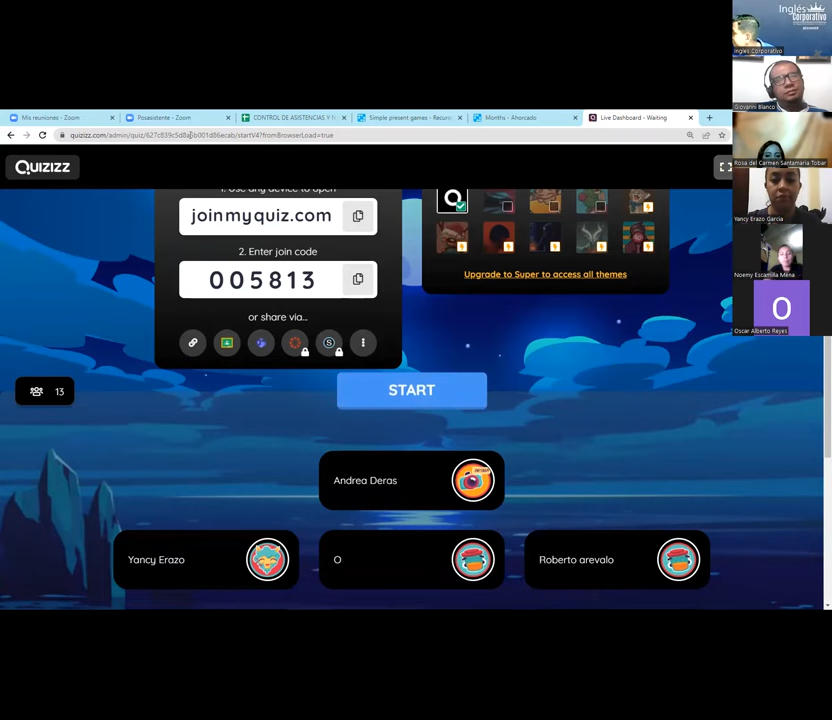 Inglés
Corporativo
Inglés Corporativo
Giovanni Blanco
Rosa del Carmen Santamaria Tobar
Yancy Erazo Garcia
Noemy Escamilla Mena
O
Oscar Alberto Reyes
Mis reuniones - Zoom
Posasistente - Zoom
CONTROL DE ASISTENCIAS Y
Simple present games - Recurso
Months - Ahorcado
Live Dashboard - Waiting
quizizz.com/admin/quiz/627c839c5d8a5b001d86ecab/startV4?fromBrowserLoad=true
Quizizz
1. Use any device to open
joinmyquiz.com
2. Enter join code
005813
or share via...
Upgrade to Super to access all themes
13
START
Andrea Deras
Yancy Erazo
O
Roberto arevalo